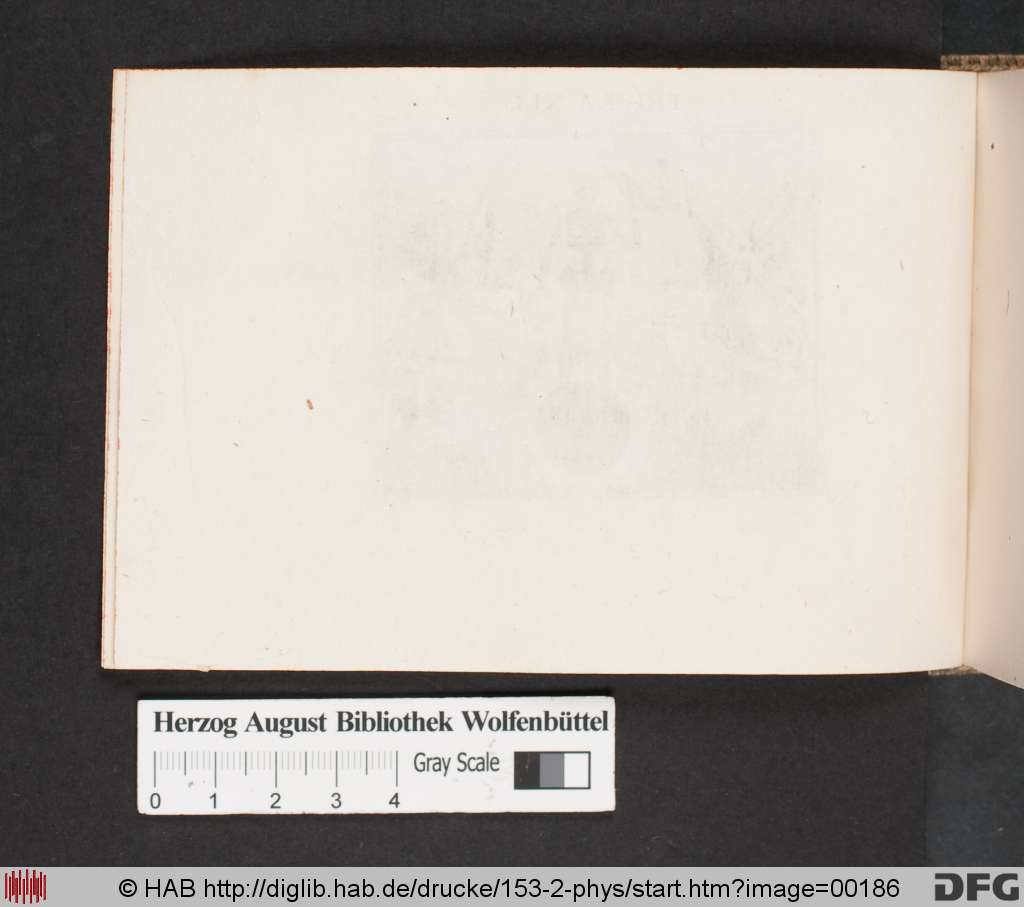 Herzog August Bibliothek Wolfenbüttel
Gray Scale
0 1 2 3 4
© HAB http://diglib.hab.de/drucke/153-2-phys/start.htm?image=00186
DFG